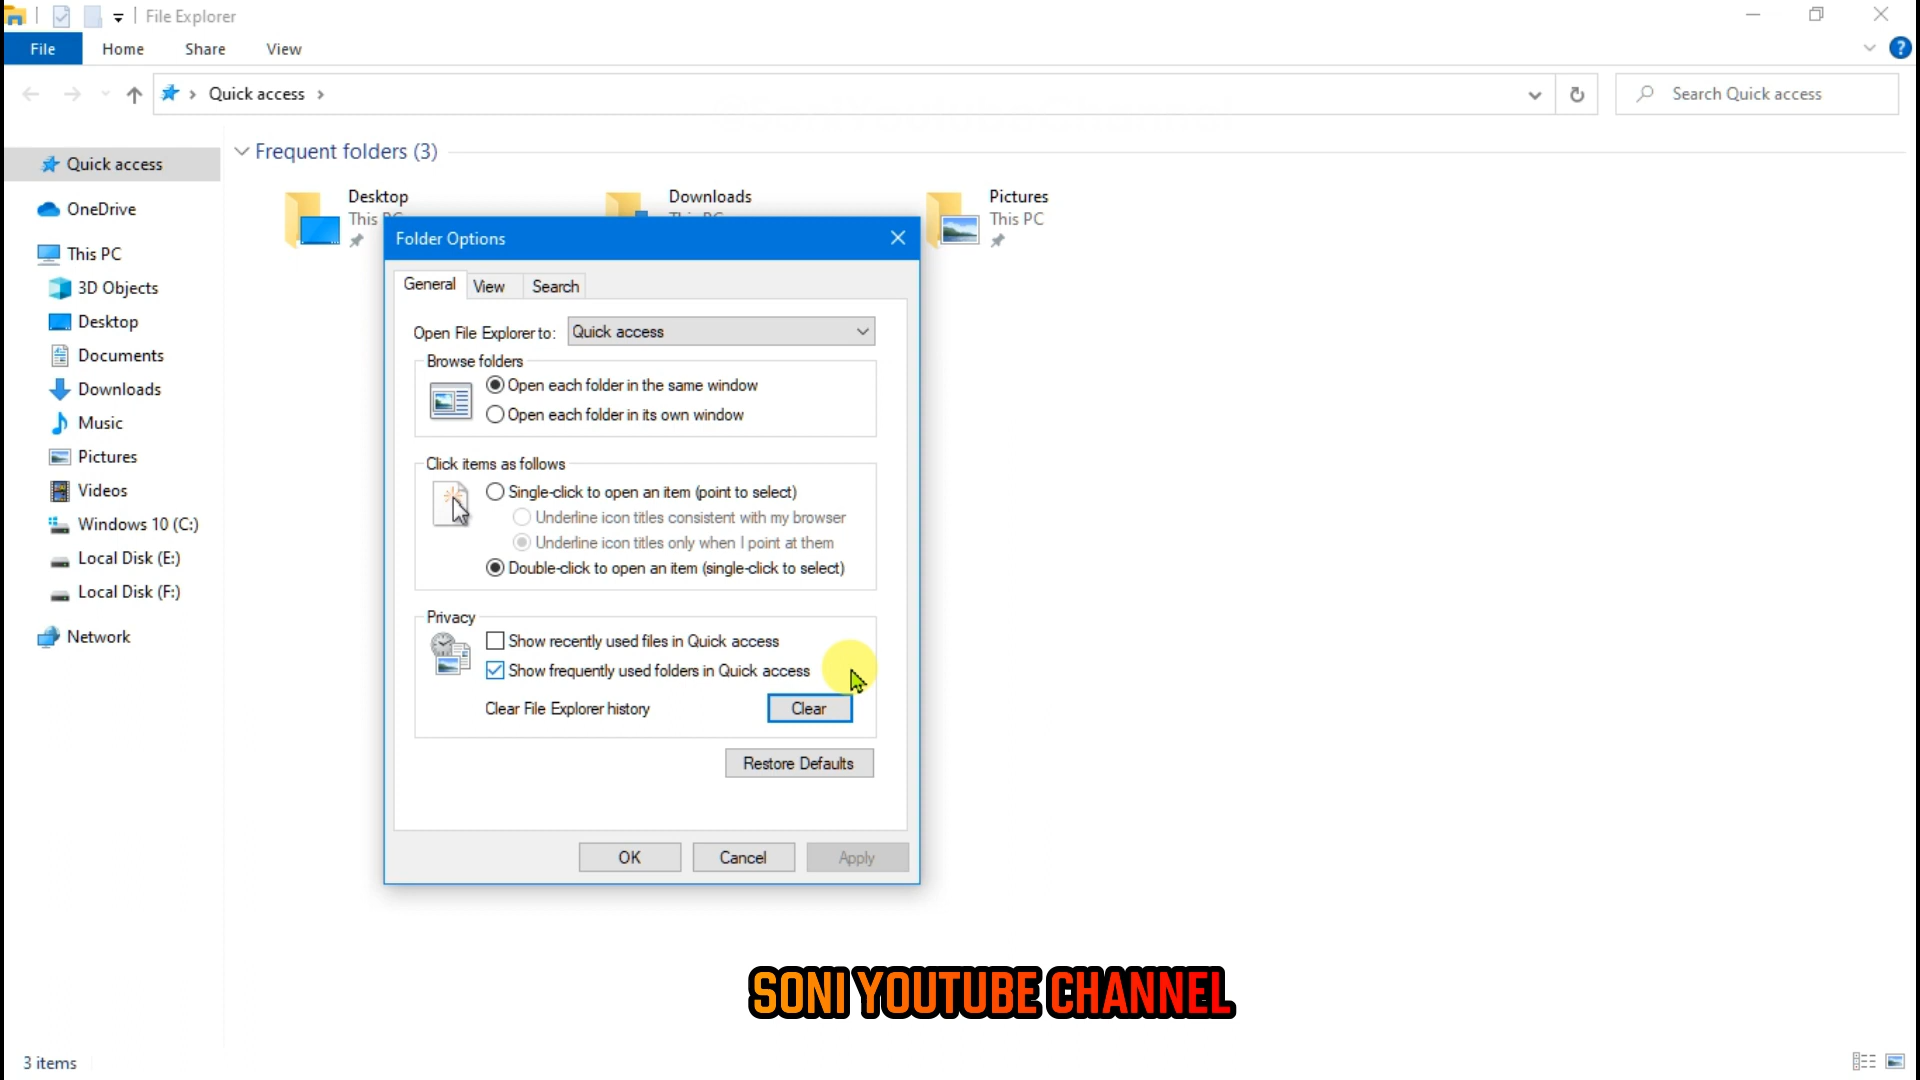 File Explorer
File Home Share View
Quick access
Search Quick access
Quick access
OneDrive
This PC
3D Objects
Desktop
Documents
Downloads
Music
Pictures
Videos
Windows 10 (C:)
Local Disk (E:)
Local Disk (F:)
Network
Frequent folders (3)
Desktop
This PC
Downloads
This PC
Pictures
This PC
Folder Options
General View Search
Open File Explorer to: Quick access
Browse folders
Open each folder in the same window
Open each folder in its own window
Click items as follows
Single-click to open an item (point to select)
Underline icon titles consistent with my browser
Underline icon titles only when I point at them
Double-click to open an item (single-click to select)
Privacy
Show recently used files in Quick access
Show frequently used folders in Quick access
Clear File Explorer history Clear
Restore Defaults
OK Cancel Apply
SONI YOUTUBE CHANNEL
3 items